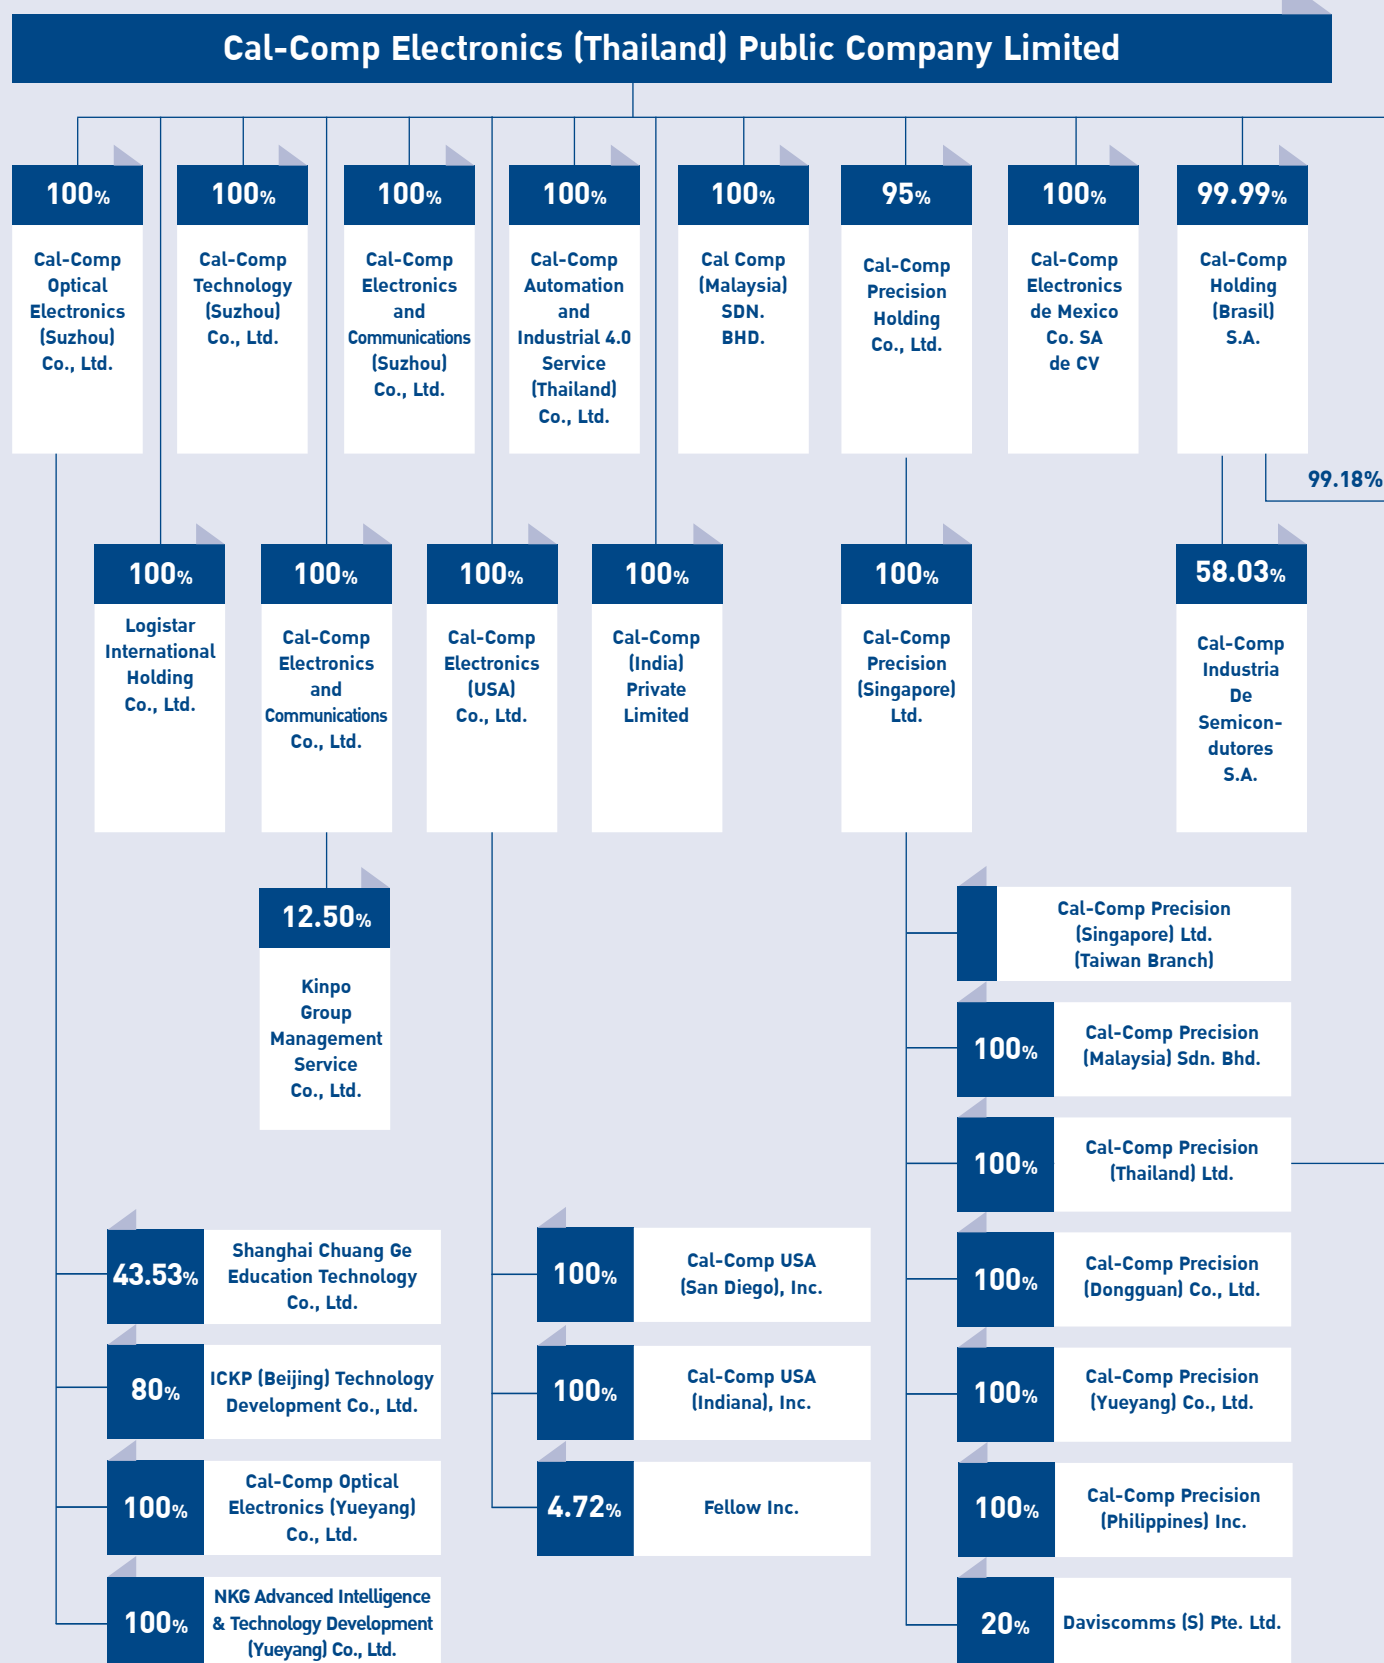 Cal-Comp Electronics (Thailand) Public Company Limited
100%
Cal-Comp
Optical
Electronics
(Suzhou)
Co., Ltd.
100%
Cal-Comp
Technology
(Suzhou)
Co., Ltd.
100%
Cal-Comp
Electronics
and
Communications
(Suzhou)
Co., Ltd.
100%
Cal-Comp
Automation
and
Industrial 4.0
Service
(Thailand)
Co., Ltd.
100%
Cal Comp
(Malaysia)
SDN.
BHD.
95%
Cal-Comp
Precision
Holding
Co., Ltd.
100%
Cal-Comp
Electronics
de Mexico
Co. SA
de CV
99.99%
Cal-Comp
Holding
(Brasil)
S.A.
99.18%
100%
Logistar
International
Holding
Co., Ltd.
100%
Cal-Comp
Electronics
and
Communications
Co., Ltd.
100%
Cal-Comp
Electronics
(USA)
Co., Ltd.
100%
Cal-Comp
(India)
Private
Limited
100%
Cal-Comp
Precision
(Singapore)
Ltd.
58.03%
Cal-Comp
Industria
De
Semicon-
dutores
S.A.
12.50%
Kinpo
Group
Management
Service
Co., Ltd.
43.53%
Shanghai Chuang Ge
Education Technology
Co., Ltd.
80%
ICKP (Beijing) Technology
Development Co., Ltd.
100%
Cal-Comp Optical
Electronics (Yueyang)
Co., Ltd.
100%
NKG Advanced Intelligence
& Technology Development
(Yueyang) Co., Ltd.
100%
Cal-Comp USA
(San Diego), Inc.
100%
Cal-Comp USA
(Indiana), Inc.
4.72%
Fellow Inc.
Cal-Comp Precision
(Singapore) Ltd.
(Taiwan Branch)
100%
Cal-Comp Precision
(Malaysia) Sdn. Bhd.
100%
Cal-Comp Precision
(Thailand) Ltd.
100%
Cal-Comp Precision
(Dongguan) Co., Ltd.
100%
Cal-Comp Precision
(Yueyang) Co., Ltd.
100%
Cal-Comp Precision
(Philippines) Inc.
20%
Daviscomms (S) Pte. Ltd.